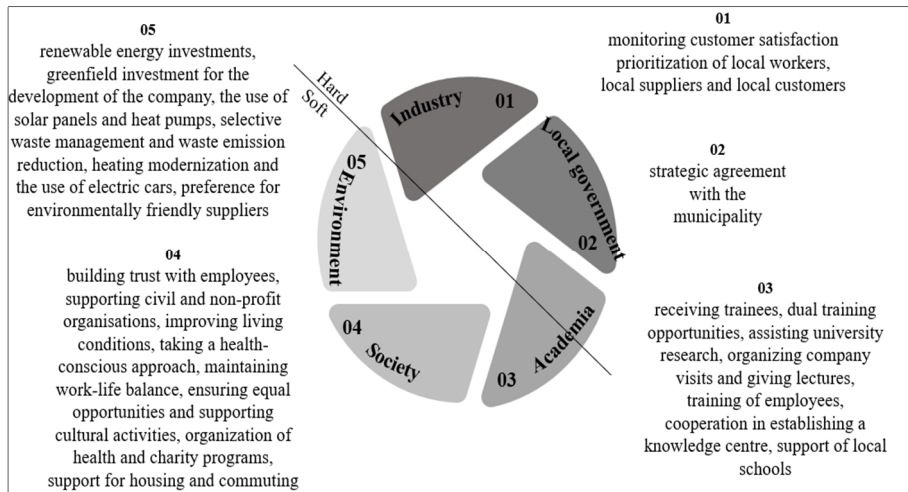 05
renewable energy investments,
greenfield investment for the
development of the company, the use of
solar panels and heat pumps, selective
waste management and waste emission
reduction, heating modernization and
the use of electric cars, preference for
environmentally friendly suppliers
04
building trust with employees,
supporting civil and non-profit
organisations, improving living
conditions, taking a health-
conscious approach, maintaining
work-life balance, ensuring equal
opportunities and supporting
cultural activities, organization of
health and charity programs,
support for housing and commuting
Hard
Soft
Industry
01
Local government
02
Academia
03
Society
04
Environment
05
01
monitoring customer satisfaction
prioritization of local workers,
local suppliers and local customers
02
strategic agreement
with the
municipality
03
receiving trainees, dual training
opportunities, assisting university
research, organizing company
visits and giving lectures,
training of employees,
cooperation in establishing a
knowledge centre, support of local
schools